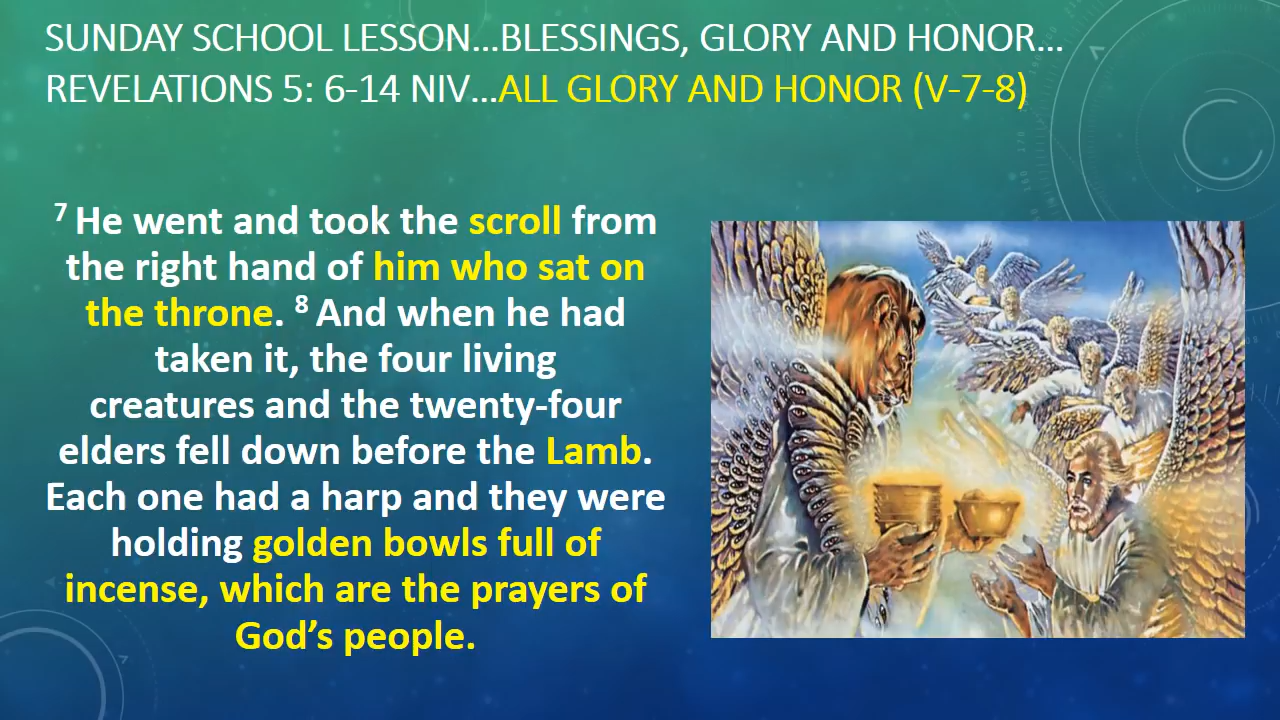 SUNDAY SCHOOL LESSON...BLESSINGS, GLORY AND HONOR...
REVELATIONS 5: 6-14 NIV...ALL GLORY AND HONOR (V-7-8)
7 He went and took the scroll from
the right hand of him who sat on
the throne. 8 And when he had
taken it, the four living
creatures and the twenty-four
elders fell down before the Lamb.
Each one had a harp and they were
holding golden bowls full of
incense, which are the prayers of
God’s people.